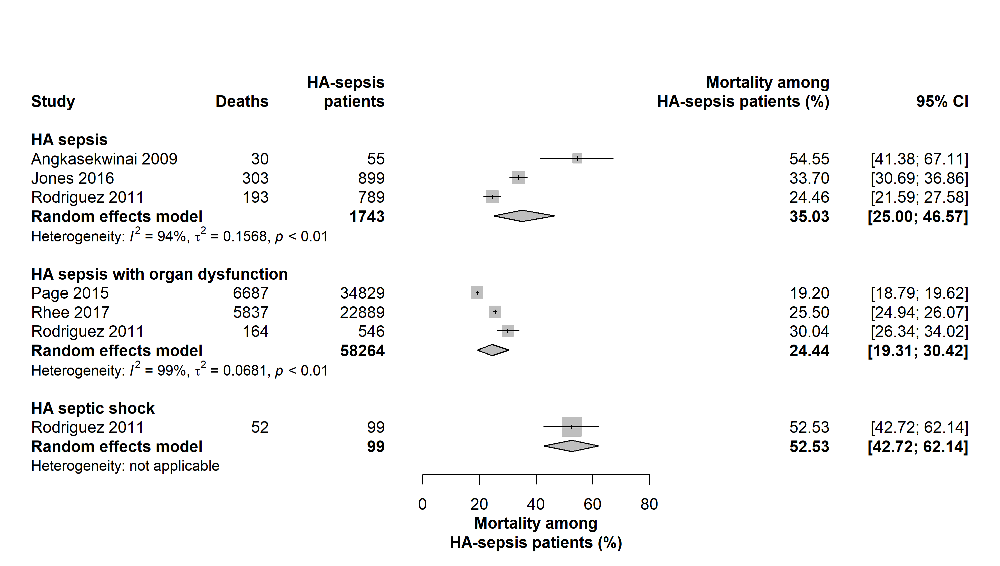 HA-sepsis Mortality among
Study Deaths patients HA-sepsis patients (%) 95% CI
HA sepsis
Angkasekwinai 2009 30 55 54.55 [41.38; 67.11]
Jones 2016 303 899 33.70 [30.69; 36.86]
Rodriguez 2011 193 789 24.46 [21.59; 27.58]
Random effects model 1743 35.03 [25.00; 46.57]
Heterogeneity: I² = 94%, τ² = 0.1568, p < 0.01
HA sepsis with organ dysfunction
Page 2015 6687 34829 19.20 [18.79; 19.62]
Rhee 2017 5837 22889 25.50 [24.94; 26.07]
Rodriguez 2011 164 546 30.04 [26.34; 34.02]
Random effects model 58264 24.44 [19.31; 30.42]
Heterogeneity: I² = 99%, τ² = 0.0681, p < 0.01
HA septic shock
Rodriguez 2011 52 99 52.53 [42.72; 62.14]
Random effects model 99 52.53 [42.72; 62.14]
Heterogeneity: not applicable
0 20 40 60 80
Mortality among
HA-sepsis patients (%)